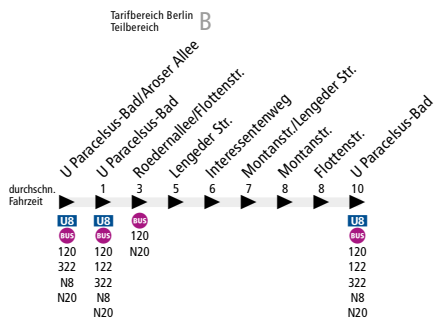 Tarifbereich Berlin
Teilbereich
B
U Paracelsus-Bad/Aroser Allee
U Paracelsus-Bad
Roedernallee/Flottenstr.
Lengeder Str.
Interessentenweg
Montanstr./Lengeder Str.
Montanstr.
Flottenstr.
U Paracelsus-Bad
durchschn.
Fahrzeit
1 3 5 6 7 8 8 10
U8
BUS
120
322
N8
N20
U8
BUS
120
122
322
N8
N20
BUS
120
N20
U8
BUS
120
122
322
N8
N20